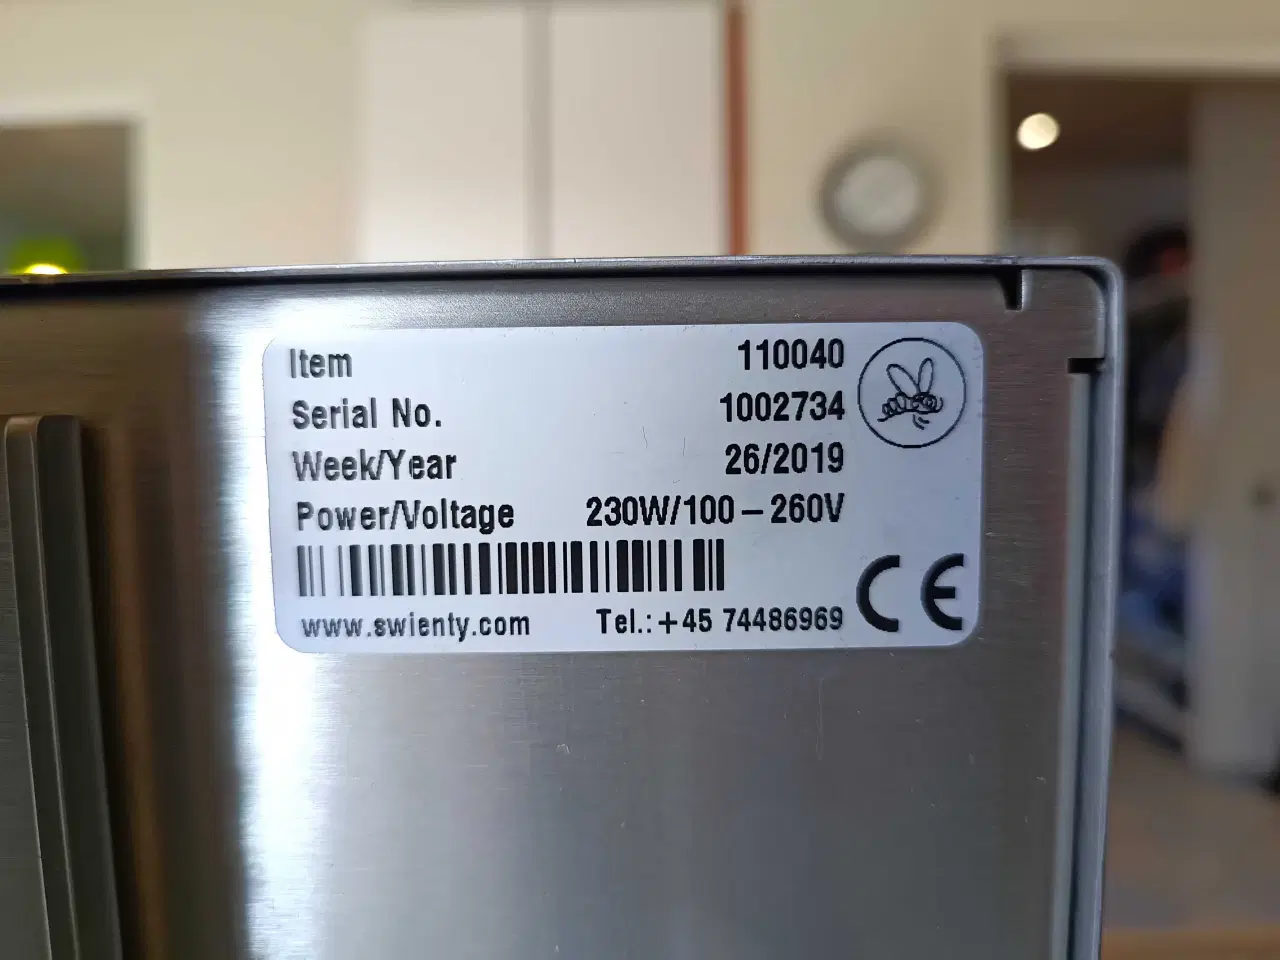 Item 110040
Serial No. 1002734
Week/Year 26/2019
Power/Voltage 230W/100 – 260V
www.swienty.com Tel.: +45 74486969
CE